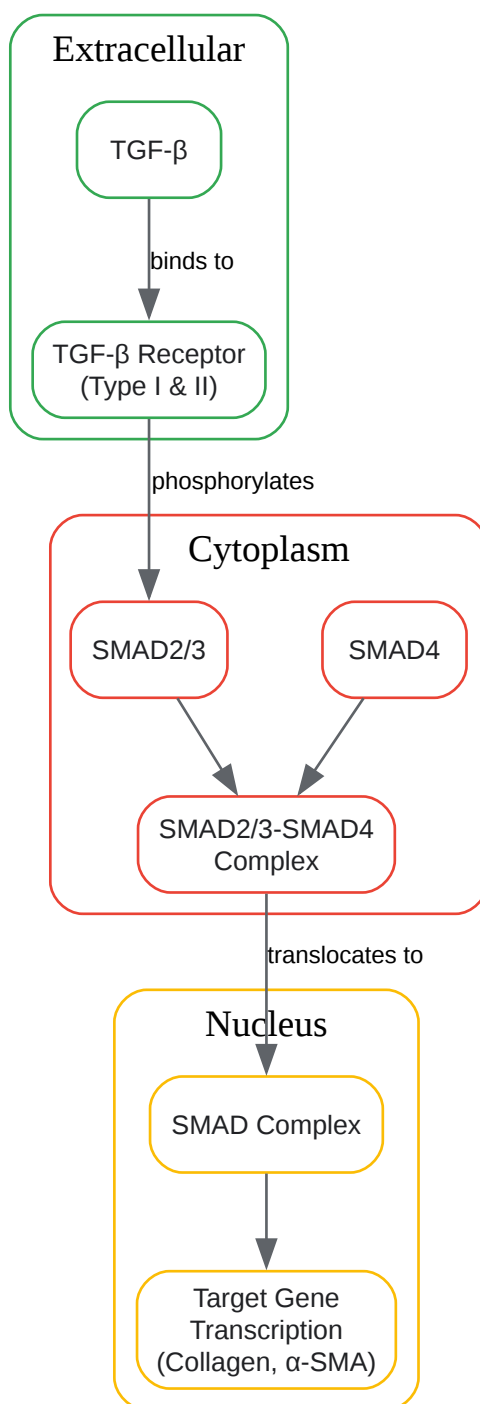 Extracellular
TGF-β
binds to
TGF-β Receptor
(Type I & II)
phosphorylates
Cytoplasm
SMAD2/3
SMAD4
SMAD2/3-SMAD4
Complex
translocates to
Nucleus
SMAD Complex
Target Gene
Transcription
(Collagen, α-SMA)